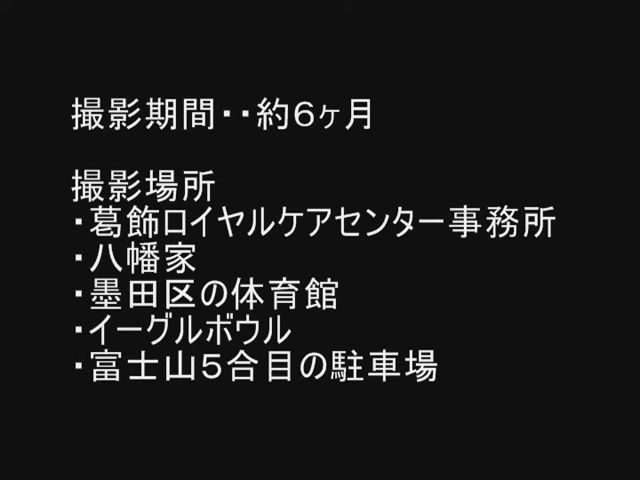 撮影期間・・約６ヶ月
撮影場所
・葛飾ロイヤルケアセンター事務所
・八幡家
・墨田区の体育館
・イーグルボウル
・富士山５合目の駐車場